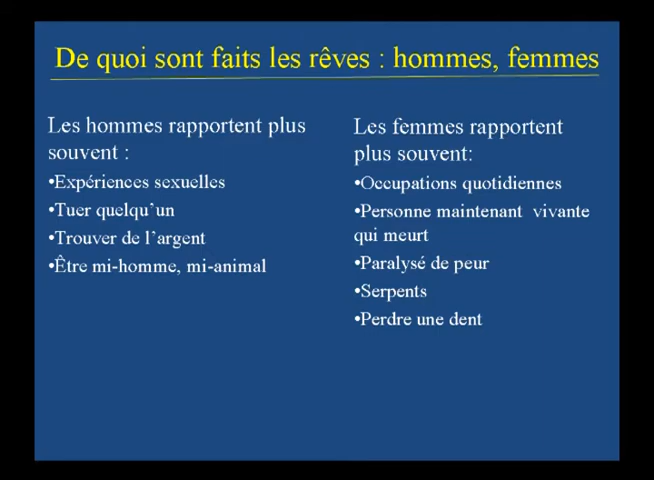 De quoi sont faits les rêves : hommes, femmes
Les hommes rapportent plus
souvent :
•Expériences sexuelles
•Tuer quelqu’un
•Trouver de l’argent
•Être mi-homme, mi-animal
Les femmes rapportent
plus souvent:
•Occupations quotidiennes
•Personne maintenant vivante
qui meurt
•Paralysé de peur
•Serpents
•Perdre une dent